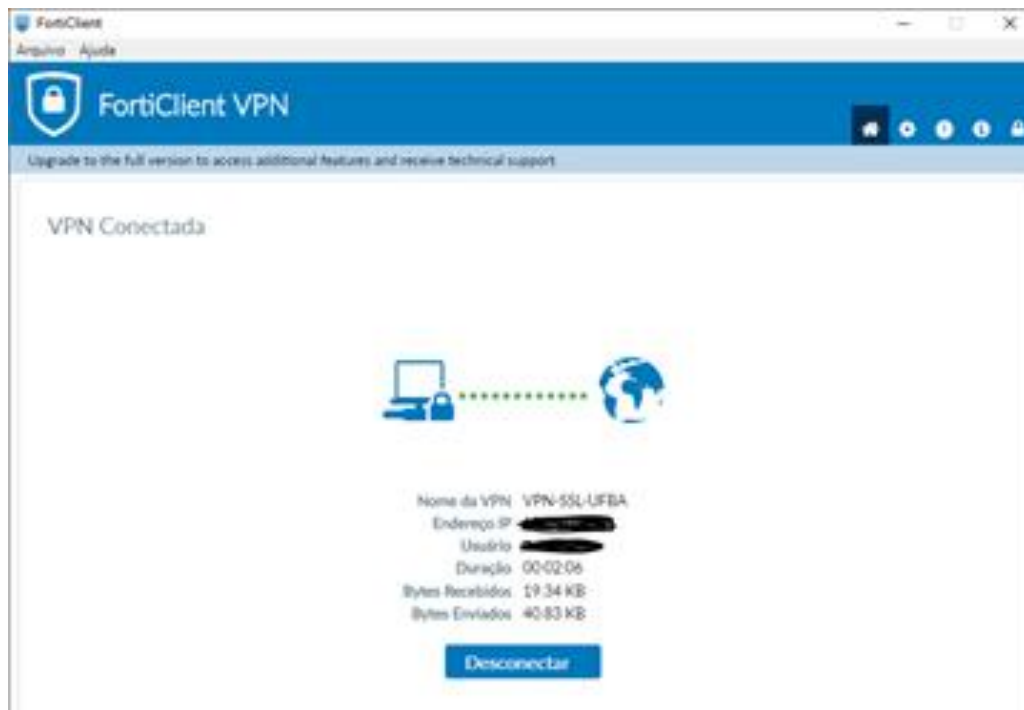 FortiClient
Arquivo Ajuda
FortiClient VPN
Upgrade to the full version to access additional features and receive technical support
VPN Conectada
Nome da VPN VPN-SSL-UFBA
Endereço IP
Usuário
Duração 00:02:06
Bytes Recebidos 19.34 KB
Bytes Enviados 40.83 KB
Desconectar